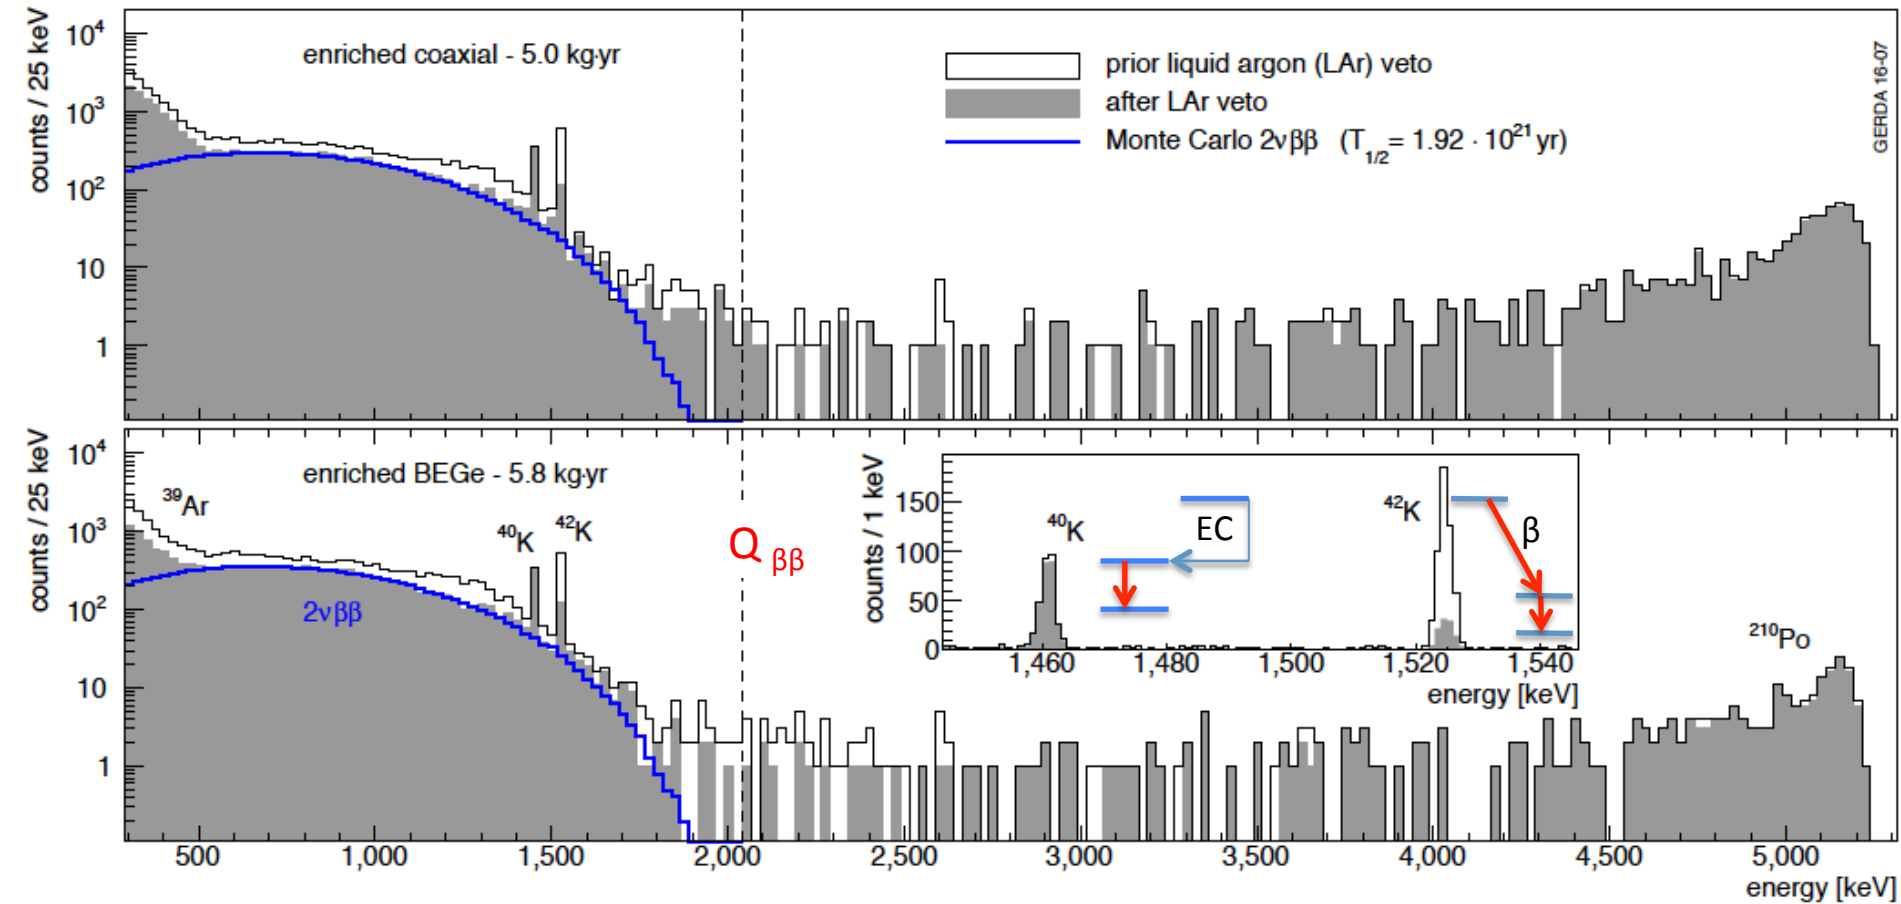 enriched coaxial - 5.0 kg·yr
prior liquid argon (LAr) veto
after LAr veto
Monte Carlo 2νββ (T1/2= 1.92 · 10²¹ yr)
GERDA 16-07
counts / 25 keV
10⁴
10³
10²
10
1
enriched BEGe - 5.8 kg·yr
³⁹Ar
⁴⁰K
⁴²K
2νββ
Q ββ
counts / 25 keV
10⁴
10³
10²
10
1
counts / 1 keV
150
100
50
0
⁴⁰K
EC
⁴²K
β
1,460 1,480 1,500 1,520 1,540
energy [keV]
²¹⁰Po
500 1,000 1,500 2,000 2,500 3,000 3,500 4,000 4,500 5,000
energy [keV]